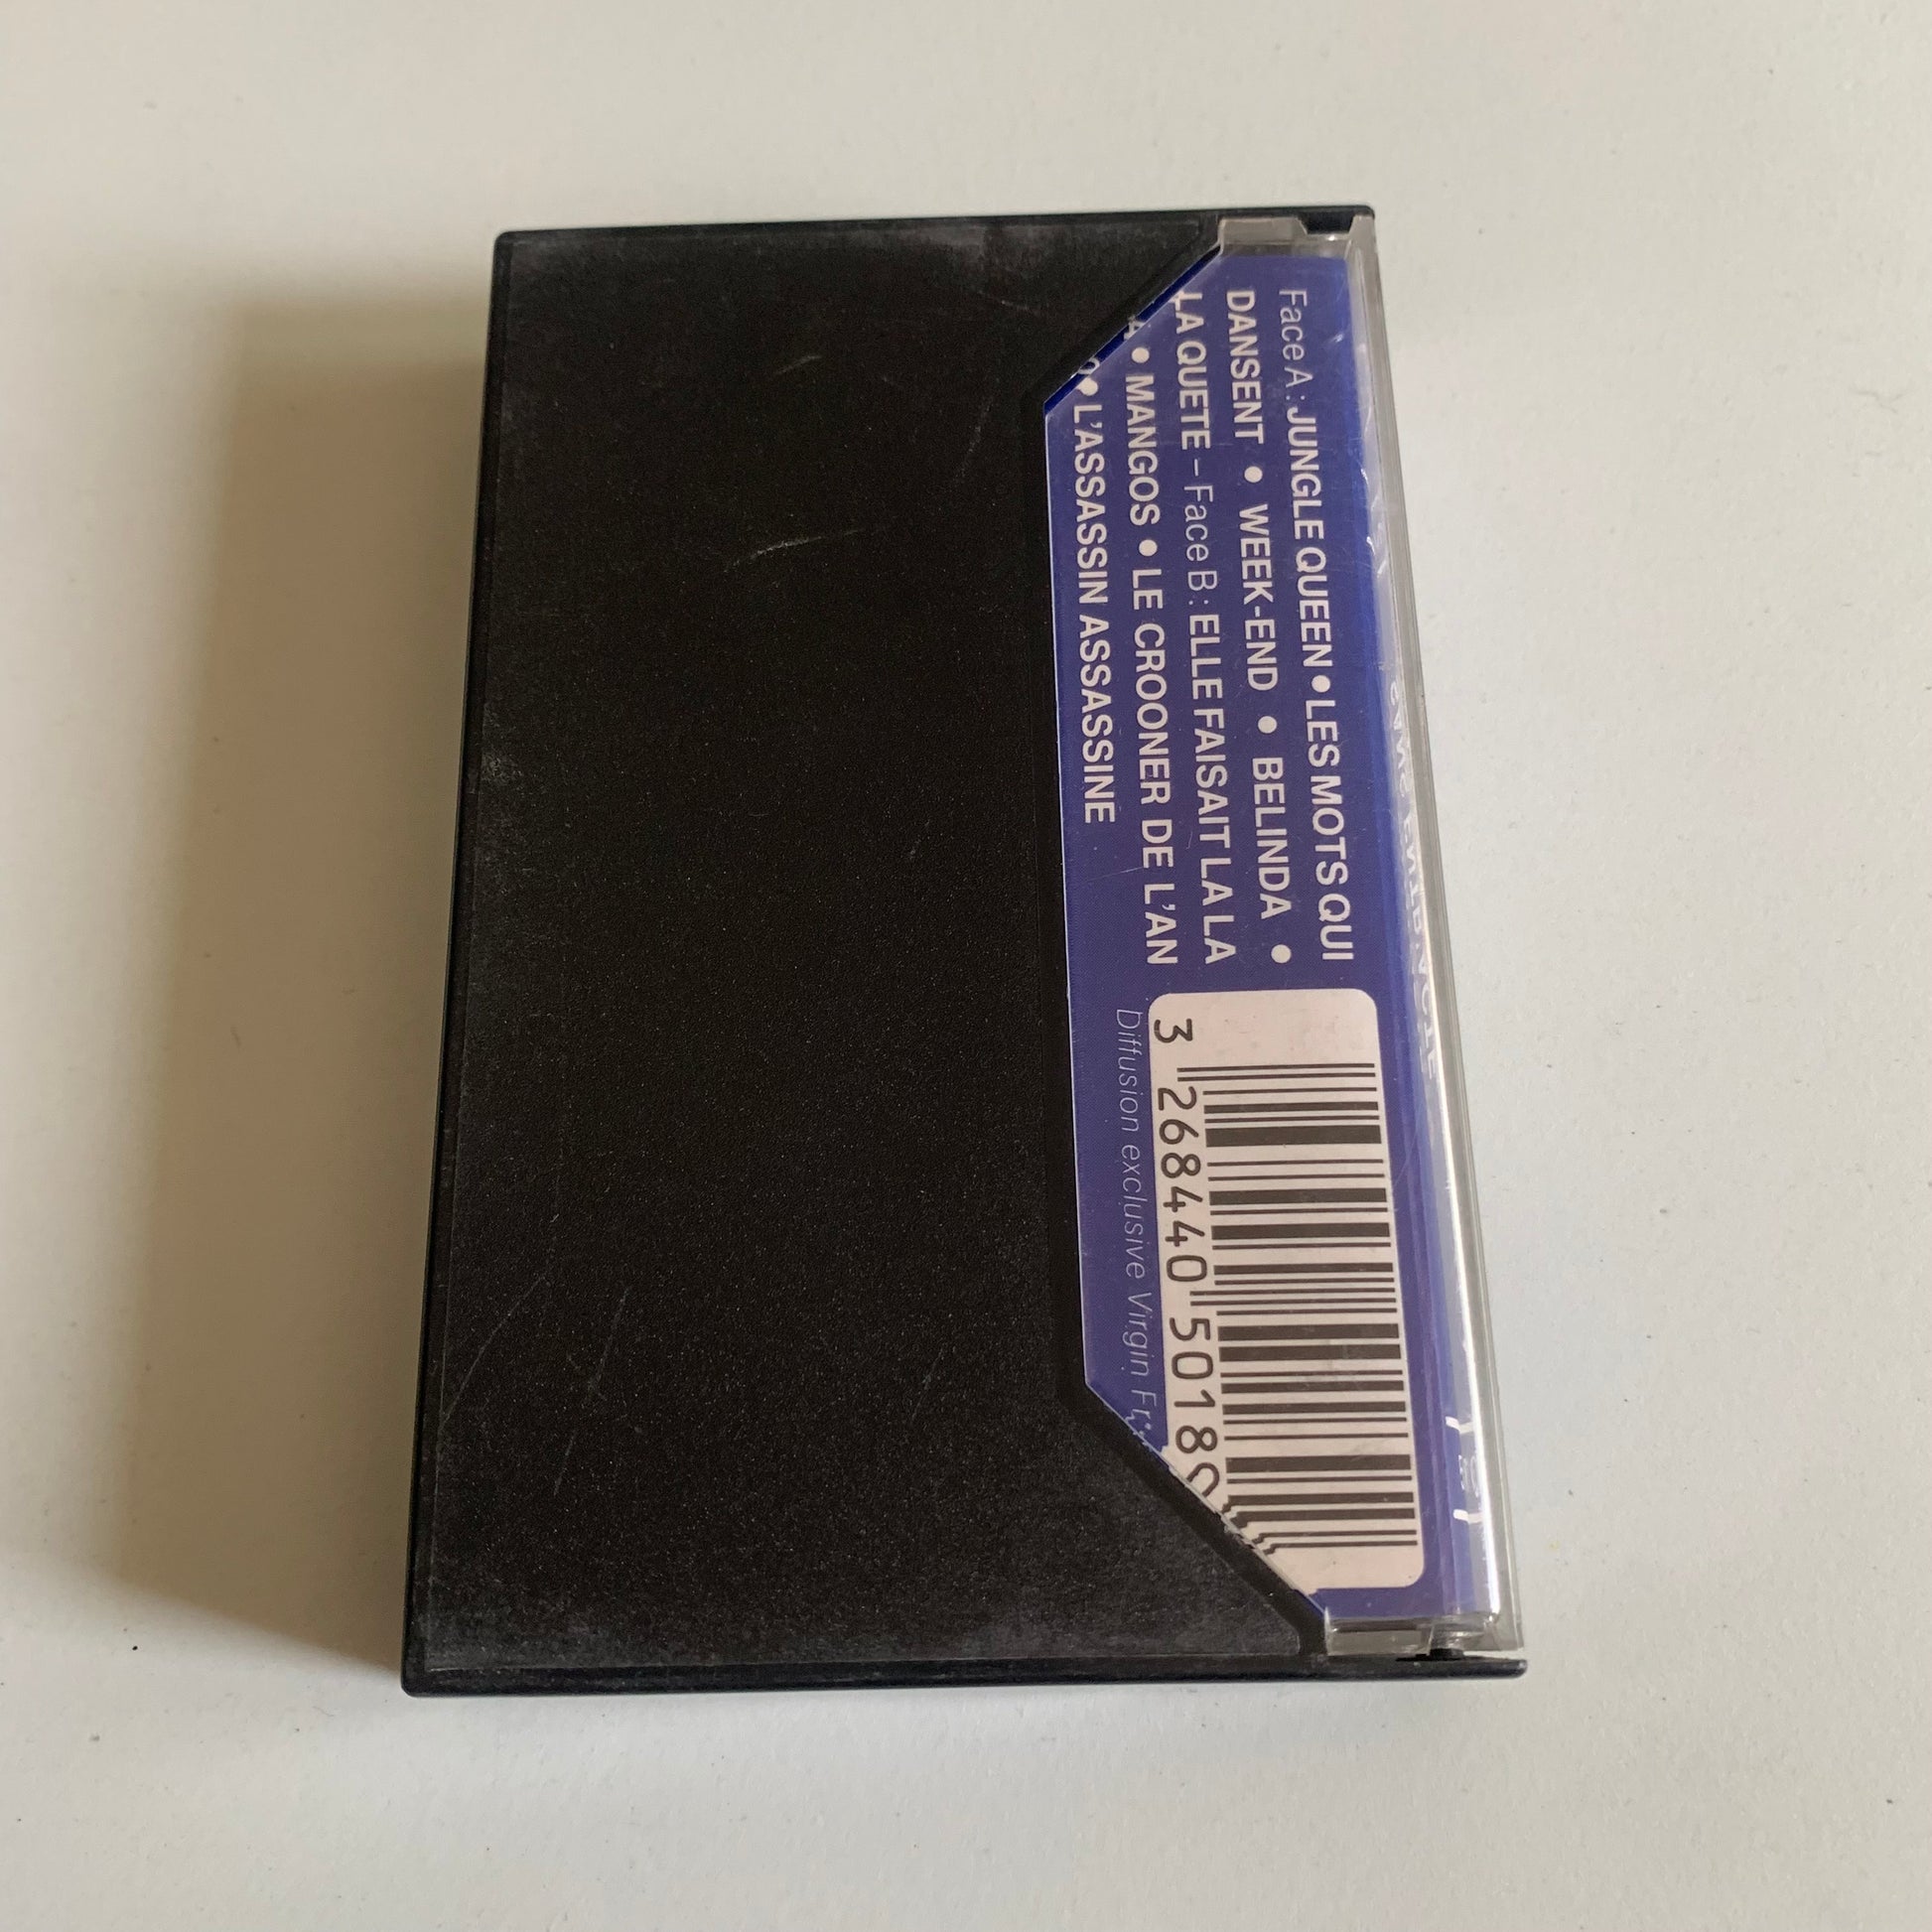 Face A : JUNGLE QUEEN • LES MOTS QUI
DANSENT • WEEK-END • BELINDA •
LA QUETE – Face B : ELLE FAISAIT LA LA
• MANGOS • LE CROONER DE L'AN
• L'ASSASSIN ASSASSINE
3 268440 50180
Diffusion exclusive Virgin